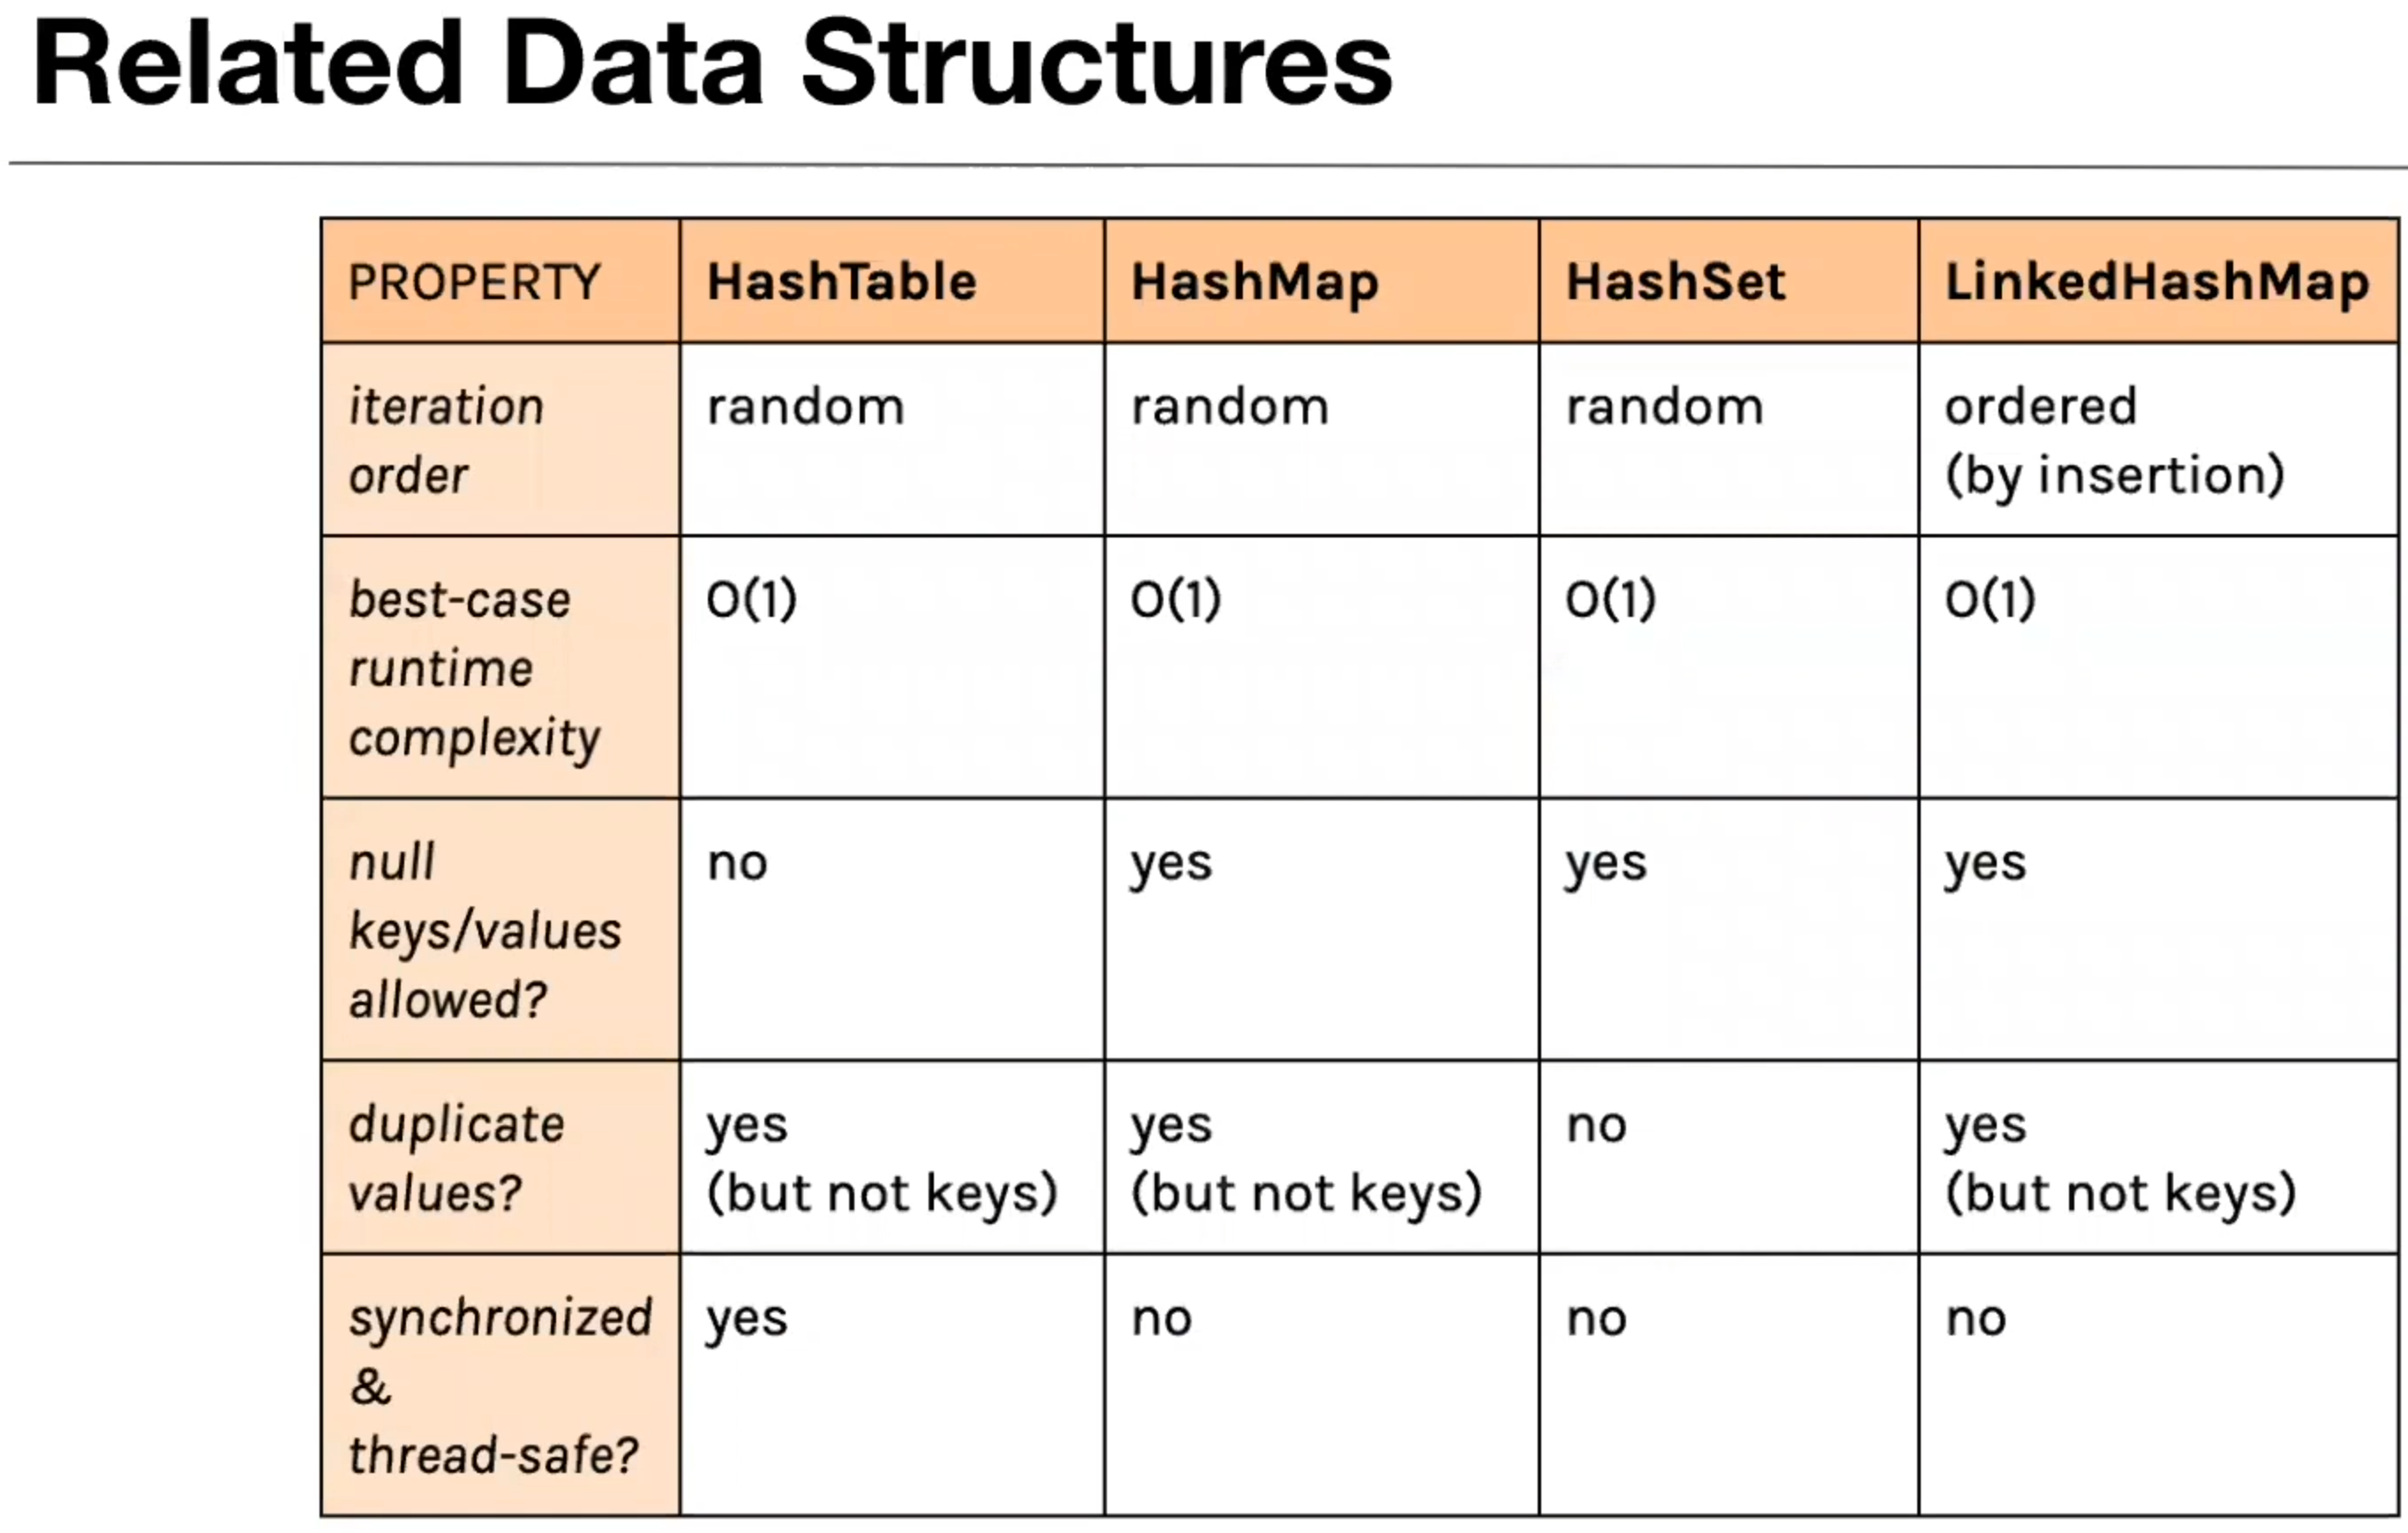 Related Data Structures
PROPERTY HashTable HashMap HashSet LinkedHashMap
iteration order random random random ordered (by insertion)
best-case runtime complexity O(1) O(1) O(1) O(1)
null keys/values allowed? no yes yes yes
duplicate values? yes (but not keys) yes (but not keys) no yes (but not keys)
synchronized & thread-safe? yes no no no